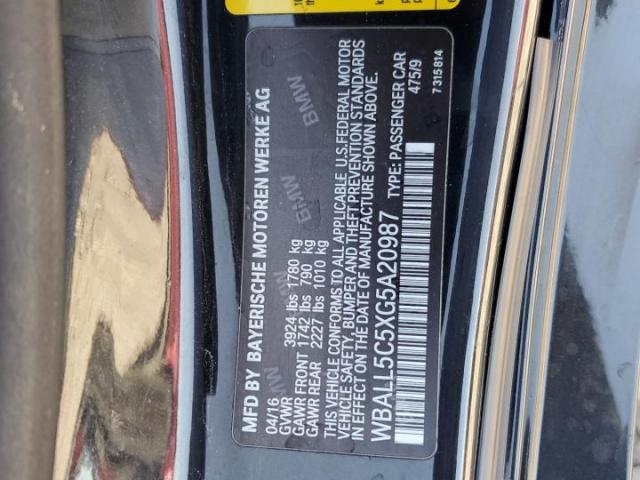 MFD BY BAYERISCHE MOTOREN WERKE AG
04/16
GVWR 3924 lbs 1780 kg
GAWR FRONT 1742 lbs 790 kg
GAWR REAR 2227 lbs 1010 kg
THIS VEHICLE CONFORMS TO ALL APPLICABLE U.S.FEDERAL MOTOR
VEHICLE SAFETY, BUMPER AND THEFT PREVENTION STANDARDS
IN EFFECT ON THE DATE OF MANUFACTURE SHOWN ABOVE.
WBALL5C5XG5A20987 TYPE: PASSENGER CAR
475/9
7 315 814
BMW
BMW
BMW